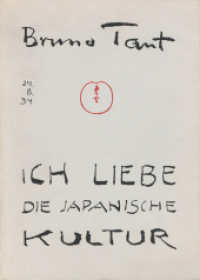 Bruno Taut
24.
8.
34
ICH LIEBE
DIE JAPANISCHE
KULTUR